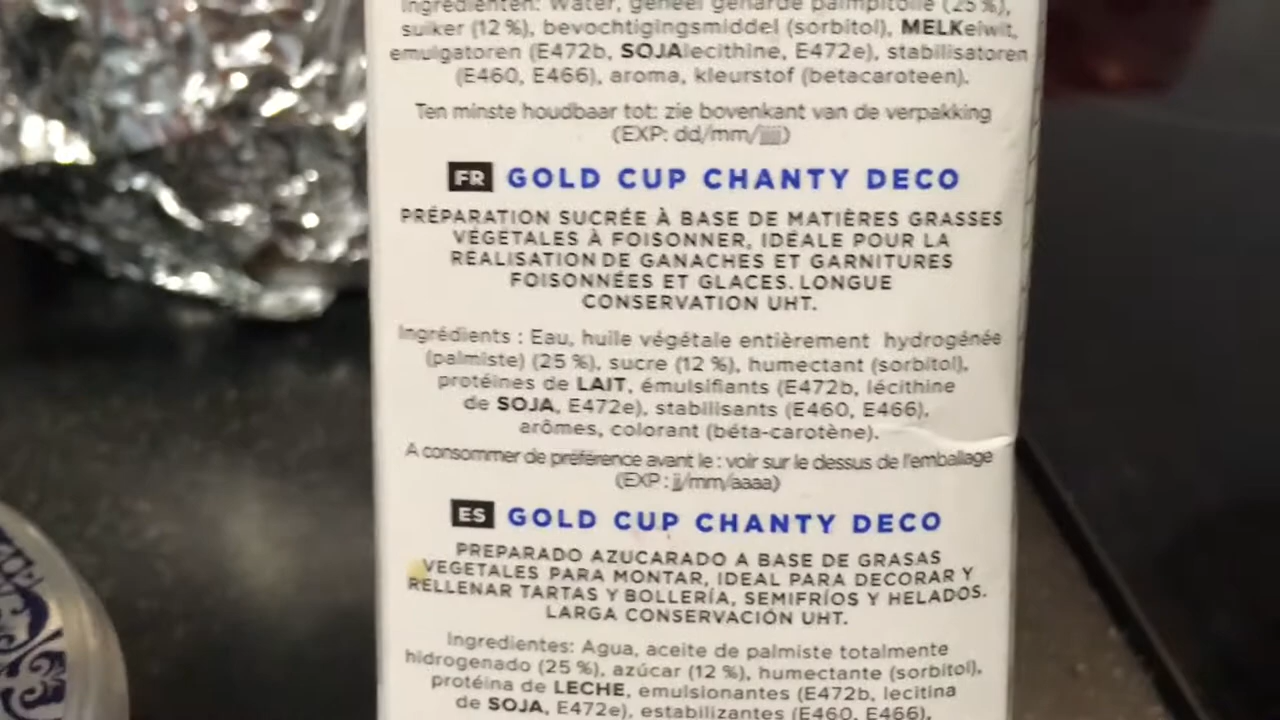 Ingrediënten: Water, geheel geharde palmpitolie (25 %),
suiker (12 %), bevochtigingsmiddel (sorbitol), MELKeiwit,
emulgatoren (E472b, SOJAlecithine, E472e), stabilisatoren
(E460, E466), aroma, kleurstof (betacaroteen).
Ten minste houdbaar tot: zie bovenkant van de verpakking
(EXP: dd/mm/jjjj)
FR GOLD CUP CHANTY DECO
PRÉPARATION SUCRÉE À BASE DE MATIÈRES GRASSES
VÉGÉTALES À FOISONNER, IDÉALE POUR LA
RÉALISATION DE GANACHES ET GARNITURES
FOISONNÉES ET GLACES. LONGUE
CONSERVATION UHT.
Ingrédients : Eau, huile végétale entièrement hydrogénée
(palmiste) (25 %), sucre (12 %), humectant (sorbitol),
protéines de LAIT, émulsifiants (E472b, lécithine
de SOJA, E472e), stabilisants (E460, E466),
arômes, colorant (béta-carotène).
A consommer de préférence avant le : voir sur le dessus de l'emballage
(EXP : jj/mm/aaaa)
ES GOLD CUP CHANTY DECO
PREPARADO AZUCARADO A BASE DE GRASAS
VEGETALES PARA MONTAR, IDEAL PARA DECORAR Y
RELLENAR TARTAS Y BOLLERÍA, SEMIFRÍOS Y HELADOS.
LARGA CONSERVACIÓN UHT.
Ingredientes: Agua, aceite de palmiste totalmente
hidrogenado (25 %), azúcar (12 %), humectante (sorbitol),
proteína de LECHE, emulsionantes (E472b, lecitina
de SOJA, E472e), estabilizantes (E460, E466),